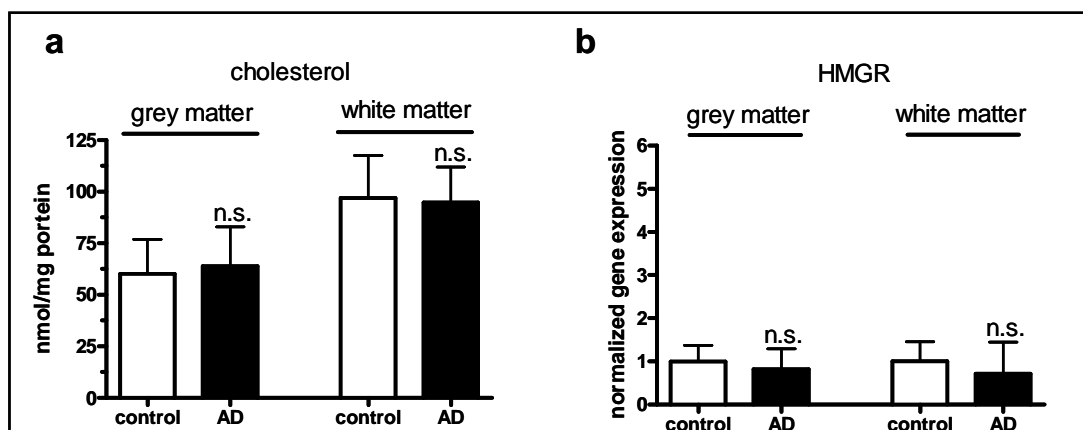 a
cholesterol
grey matter
white matter
125
100
75
50
25
0
nmol/mg portein
n.s.
n.s.
control
AD
control
AD
b
HMGR
grey matter
white matter
6
5
4
3
2
1
0
normalized gene expression
n.s.
n.s.
control
AD
control
AD